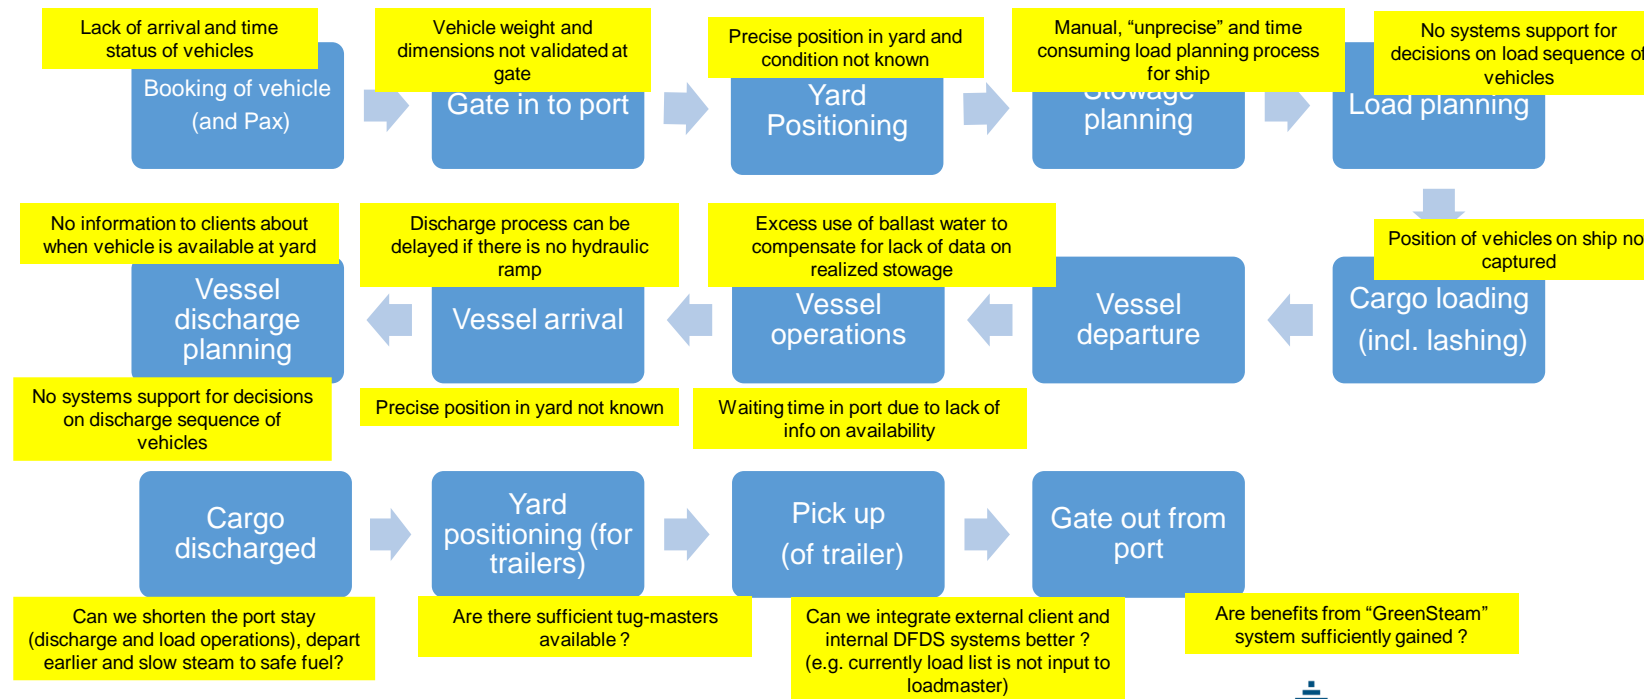 Lack of arrival and time
status of vehicles
Booking of vehicle
(and Pax)
Vehicle weight and
dimensions not validated at
gate
Gate in to port
Precise position in yard and
condition not known
Yard
Positioning
Manual, “unprecise” and time
consuming load planning process
for ship
Stowage
planning
No systems support for
decisions on load sequence of
vehicles
Load planning
No information to clients about
when vehicle is available at yard
Vessel
discharge
planning
Discharge process can be
delayed if there is no hydraulic
ramp
Vessel arrival
Excess use of ballast water to
compensate for lack of data on
realized stowage
Vessel
operations
Vessel
departure
Position of vehicles on ship no
captured
Cargo loading
(incl. lashing)
No systems support for decisions
on discharge sequence of
vehicles
Precise position in yard not known
Waiting time in port due to lack of
info on availability
Cargo
discharged
Yard
positioning (for
trailers)
Pick up
(of trailer)
Gate out from
port
Can we shorten the port stay
(discharge and load operations), depart
earlier and slow steam to safe fuel?
Are there sufficient tug-masters
available ?
Can we integrate external client and
internal DFDS systems better ?
(e.g. currently load list is not input to
loadmaster)
Are benefits from “GreenSteam”
system sufficiently gained ?